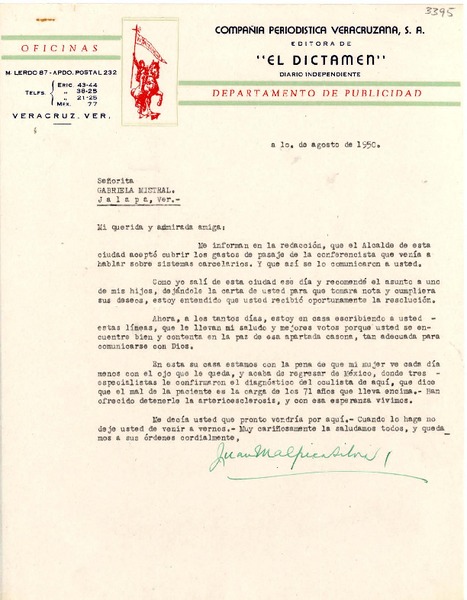 3395
COMPAÑIA PERIODISTICA VERACRUZANA, S. A.
EDITORA DE
"EL DICTAMEN"
DIARIO INDEPENDIENTE
DEPARTAMENTO DE PUBLICIDAD
OFICINAS
M. LERDO 87 - APDO. POSTAL 232
TELFS. ERIC. 43-44
" 38-25
" 21-25
MEX. 77
VERACRUZ, VER.
a 1o. de agosto de 1950.
Señorita
GABRIELA MISTRAL.
J a l a p a, Ver.-
Mi querida y admirada amiga:
Me informan en la redacción, que el Alcalde de esta
ciudad aceptó cubrir los gastos de pasaje de la conferencista que venía a
hablar sobre sistemas carcelarios. Y que así se lo comunicaron a usted.
Como yo salí de esta ciudad ese día y recomendé el asunto a uno
de mis hijos, dejándole la carta de usted para que tomara nota y cumpliera
sus deseos, estoy entendido que usted recibió oportunamente la resolución.
Ahora, a los tantos días, estoy en casa escribiendo a usted -
estas líneas, que le llevan mi saludo y mejores votos porque usted se en-
cuentre bien y contenta en la paz de esa apartada casona, tan adecuada para
comunicarse con Dios.
En esta su casa estamos con la pena de que mi mujer ve cada día
menos con el ojo que le queda, y acaba de regresar de México, donde tres -
especialistas le confirmaron el diagnóstico del oculista de aquí, que dice
que el mal de la paciente es la carga de los 71 años que lleva encima.- Han
ofrecido detenerle la arterioesclerosis, y con esa esperanza vivimos.
Me decía usted que pronto vendría por aquí.- Cuando lo haga no
deje usted de venir a vernos.- Muy cariñosamente la saludamos todos, y queda
mos a sus órdenes cordialmente,
Juan Malpica Silva